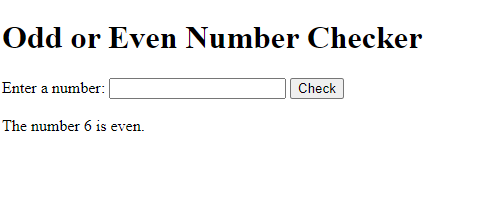 Odd or Even Number Checker
Enter a number: Check
The number 6 is even.